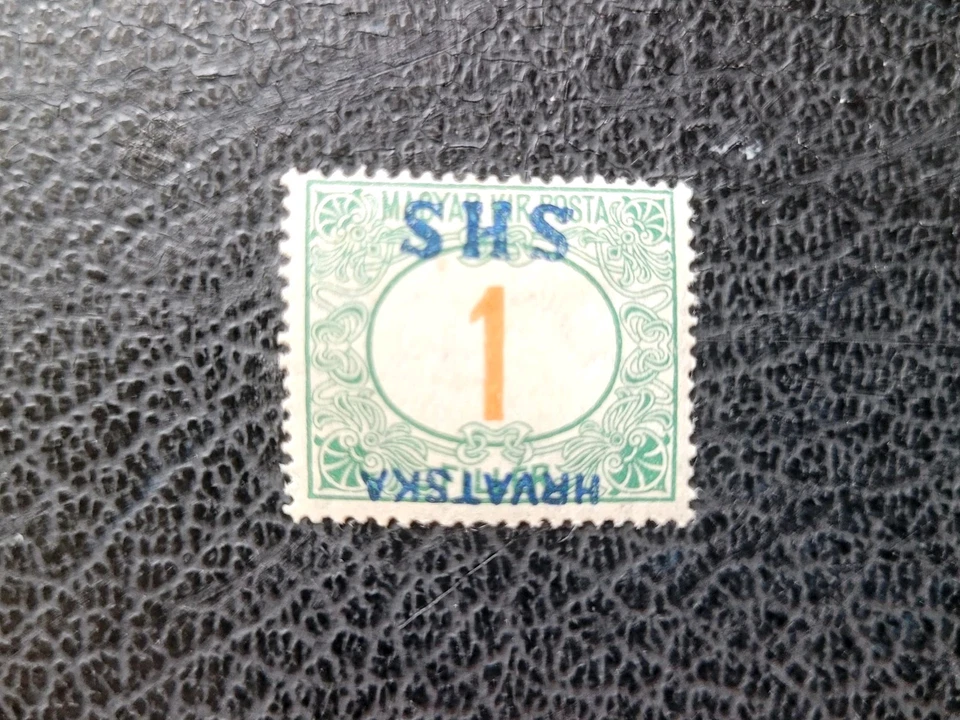 MAGYAR KIR. POSTA
SHS
1
HRVATSKA